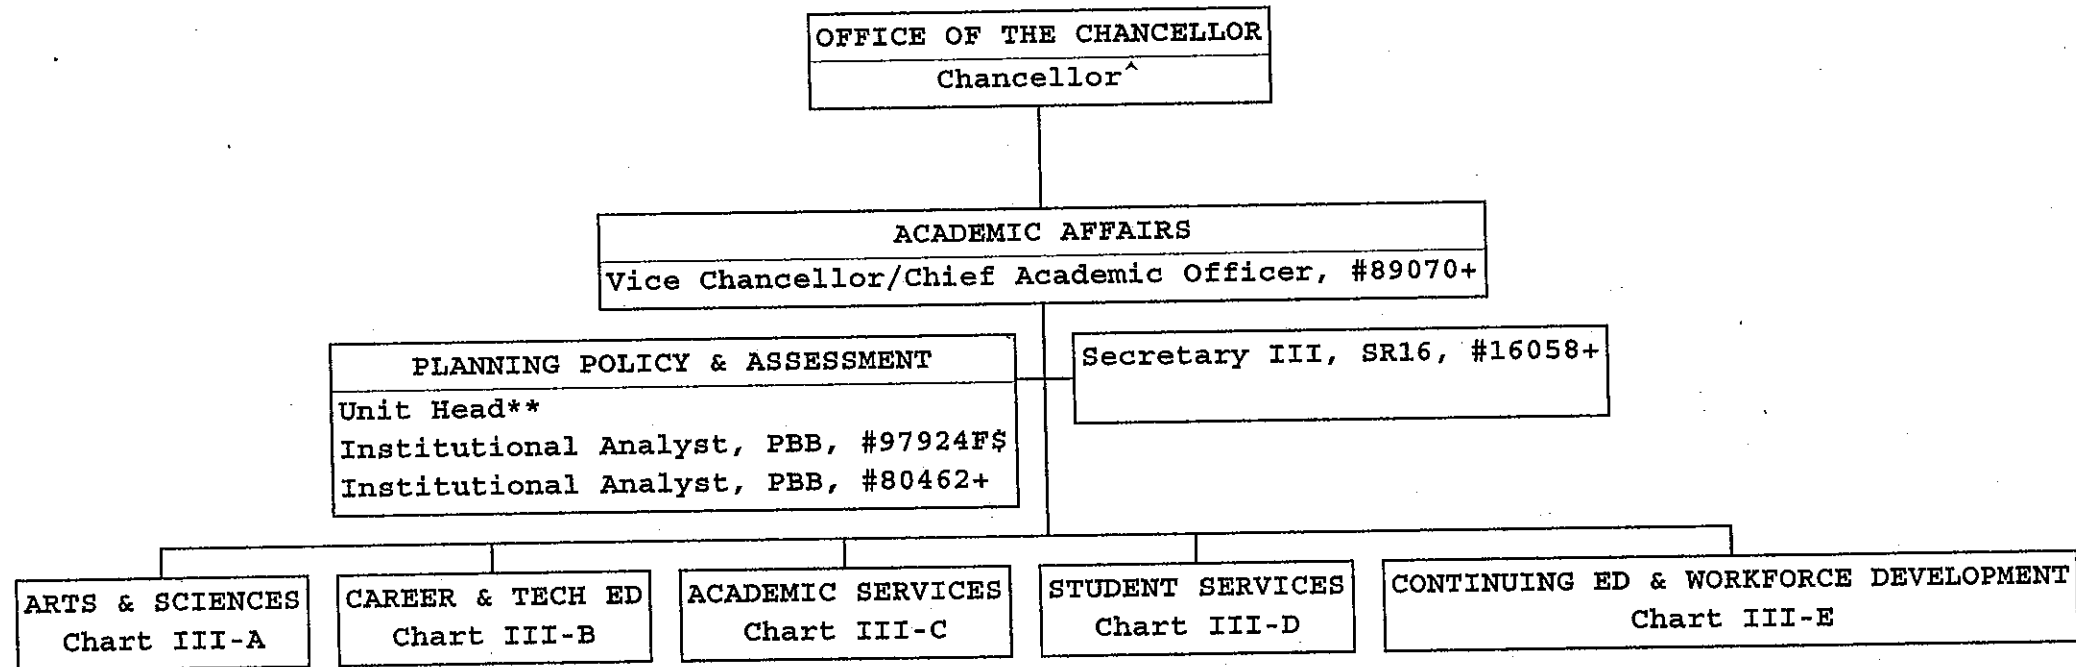 OFFICE OF THE CHANCELLOR
Chancellor^
ACADEMIC AFFAIRS
Vice Chancellor/Chief Academic Officer, #89070+
PLANNING POLICY & ASSESSMENT
Unit Head**
Institutional Analyst, PBB, #97924F$
Institutional Analyst, PBB, #80462+
Secretary III, SR16, #16058+
ARTS & SCIENCES
Chart III-A
CAREER & TECH ED
Chart III-B
ACADEMIC SERVICES
Chart III-C
STUDENT SERVICES
Chart III-D
CONTINUING ED & WORKFORCE DEVELOPMENT
Chart III-E